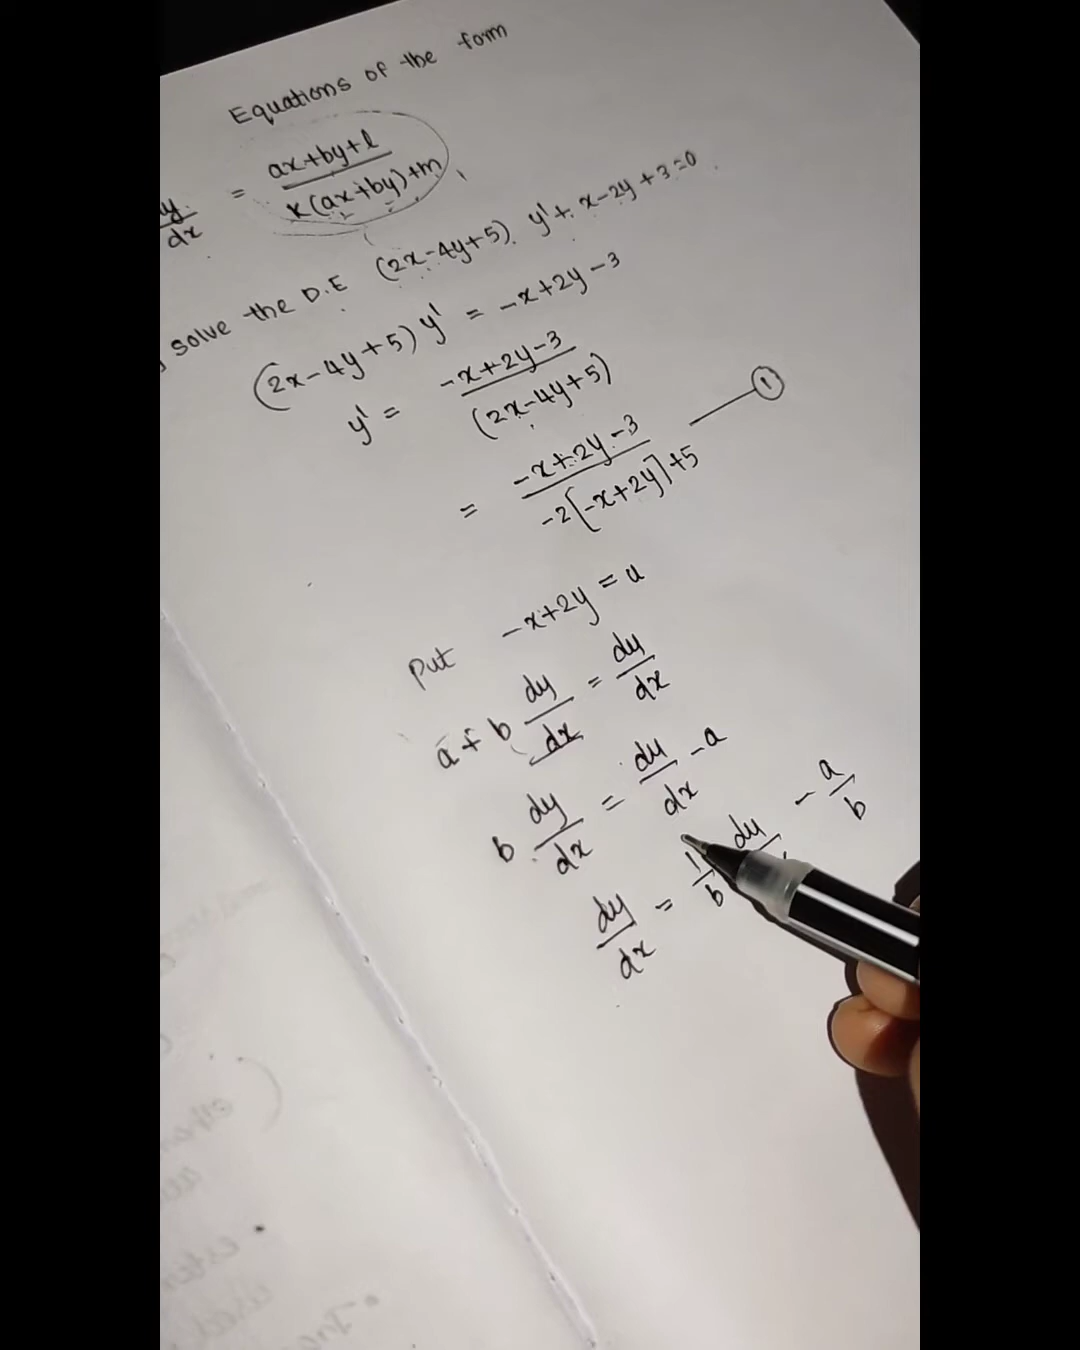 Equations of the form
y/dx = ax+by+l / K(ax+by)+m
solve the D.E (2x-4y+5) y' + x-2y+3=0
(2x-4y+5) y' = -x+2y-3
y' = -x+2y-3 / (2x-4y+5)
= -x+2y-3 / -2[-x+2y]+5 — 1
Put -x+2y = u
a+b dy/dx = du/dx
b dy/dx = du/dx - a
dy/dx = 1/b du - a/b